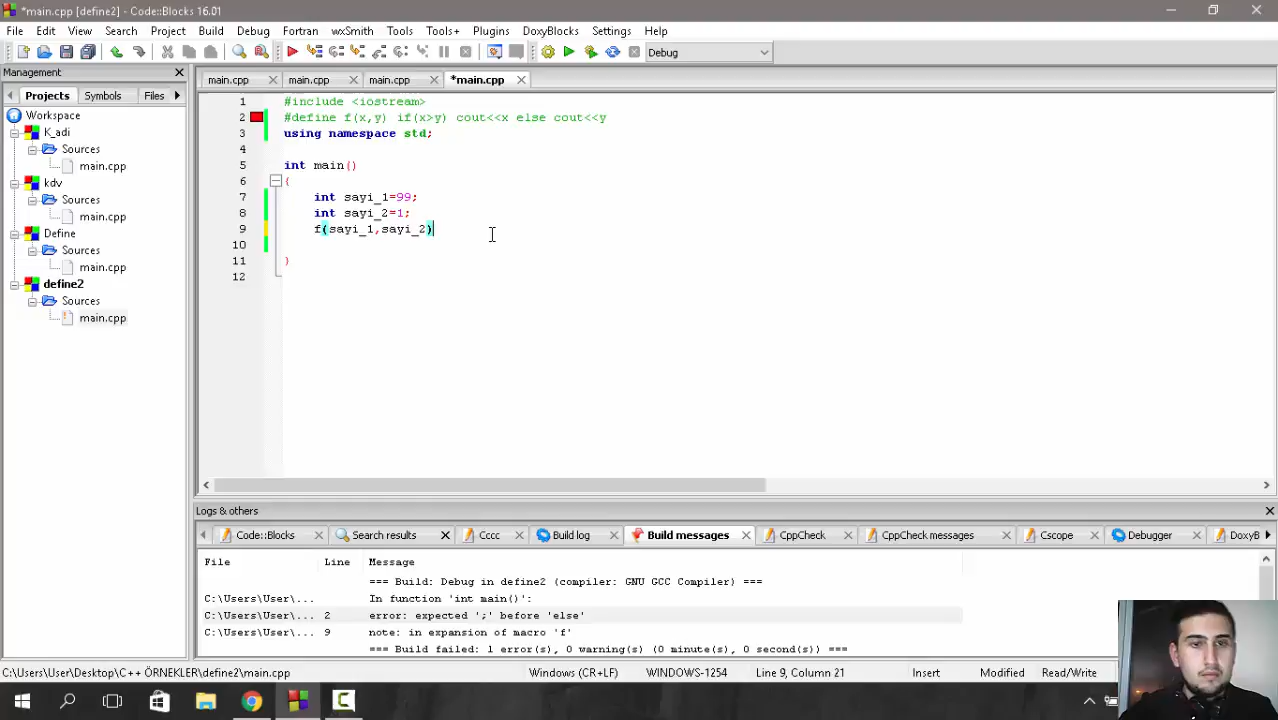 *main.cpp [define2] - Code::Blocks 16.01
File Edit View Search Project Build Debug Fortran wxSmith Tools Tools+ Plugins DoxyBlocks Settings Help
Debug
Management
main.cpp main.cpp main.cpp *main.cpp
Projects Symbols Files
Workspace
K_adi
Sources
main.cpp
kdv
Sources
main.cpp
Define
Sources
main.cpp
define2
Sources
main.cpp
1 #include <iostream>
2 #define f(x,y) if(x>y) cout<<x else cout<<y
3 using namespace std;
4
5 int main()
6 {
7 int sayi_1=99;
8 int sayi_2=1;
9 f(sayi_1,sayi_2)
10
11 }
12
Logs & others
Code::Blocks Search results Cccc Build log Build messages CppCheck CppCheck messages Cscope Debugger DoxyB
File Line Message
=== Build: Debug in define2 (compiler: GNU GCC Compiler) ===
C:\Users\User\... In function 'int main()':
C:\Users\User\... 2 error: expected ';' before 'else'
C:\Users\User\... 9 note: in expansion of macro 'f'
=== Build failed: 1 error(s), 0 warning(s) (0 minute(s), 0 second(s)) ===
C:\Users\User\Desktop\C++ ÖRNEKLER\define2\main.cpp Windows (CR+LF) WINDOWS-1254 Line 9, Column 21 Insert Modified Read/Write